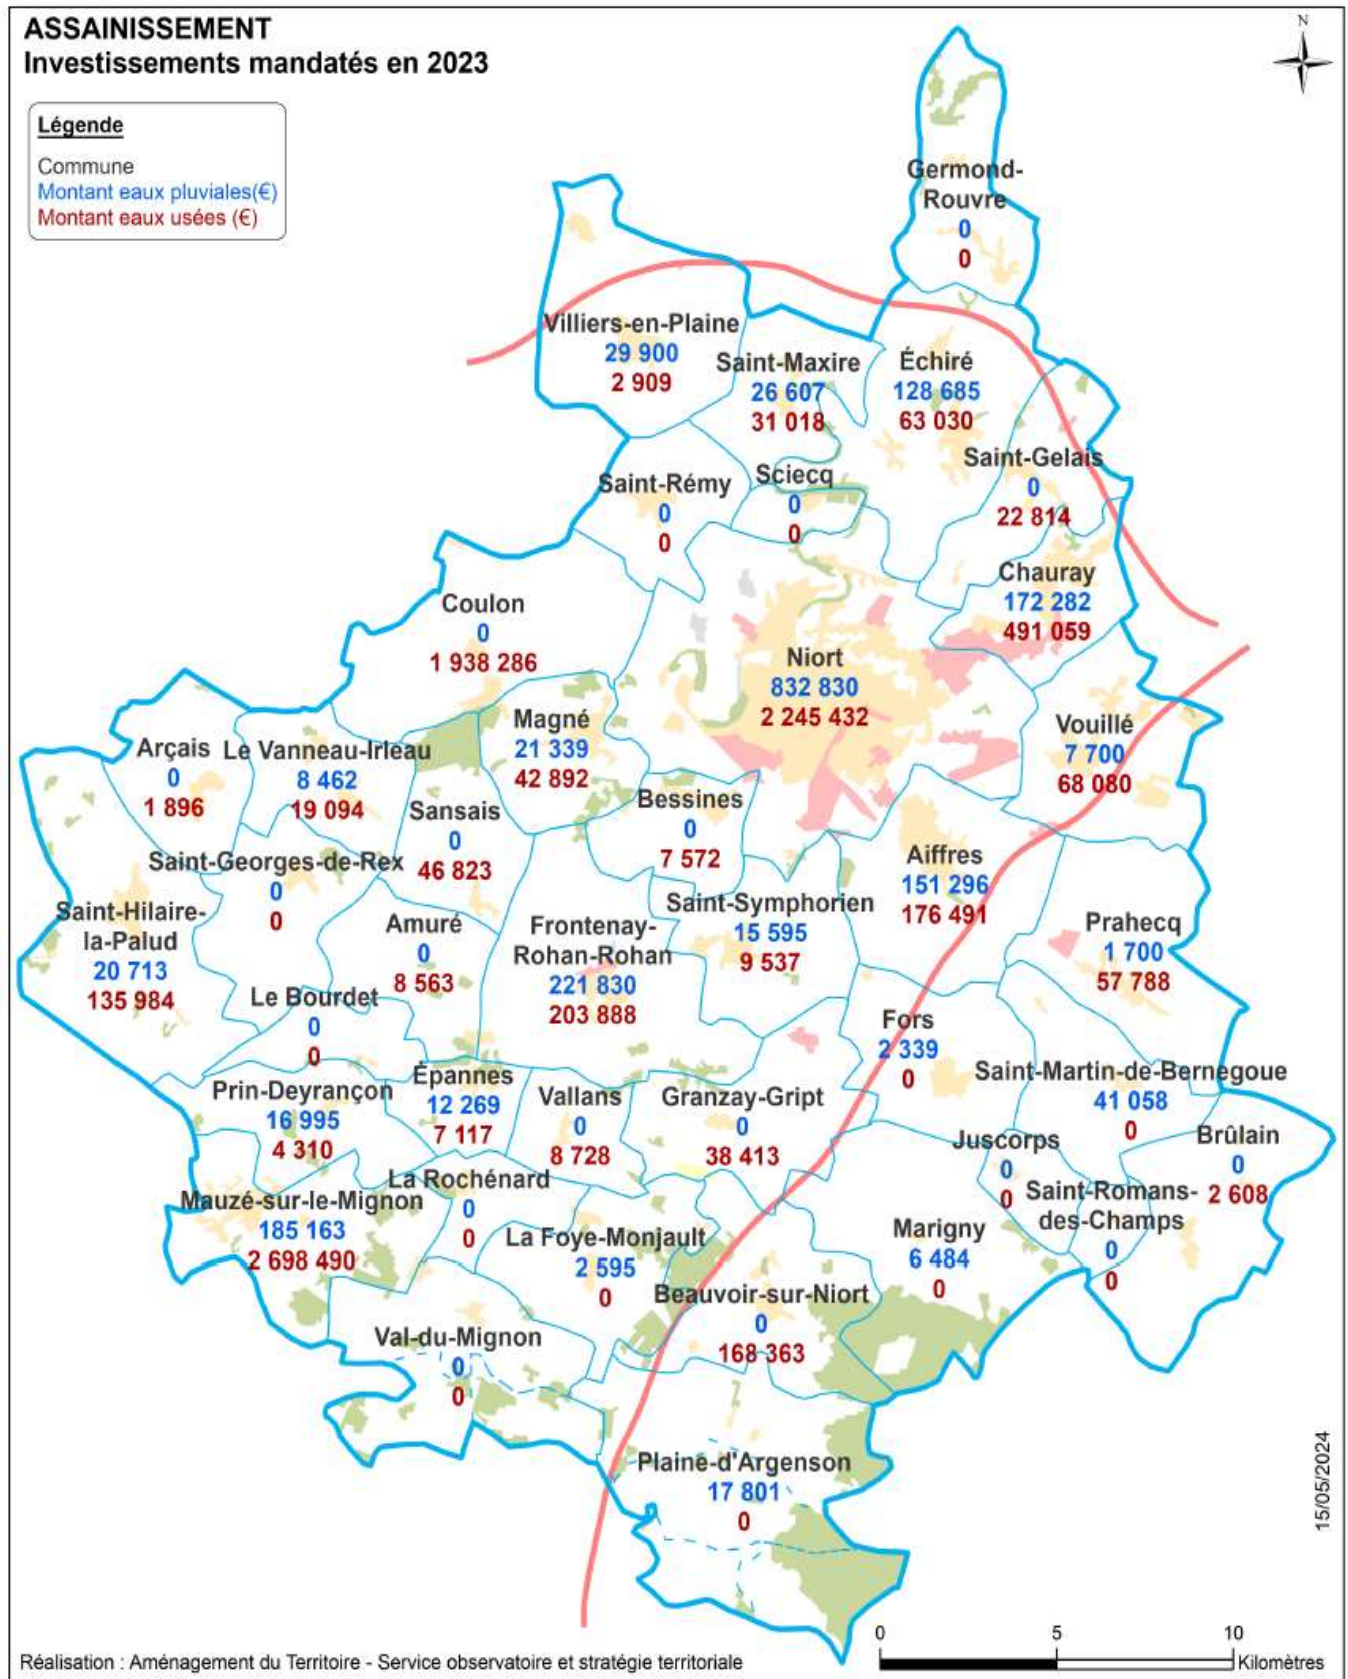 ASSAINISSEMENT
Investissements mandatés en 2023
N
Légende
Commune
Montant eaux pluviales(€)
Montant eaux usées (€)
Germond-
Rouvre
0
0
Villiers-en-Plaine
29 900
2 909
Saint-Maxire
26 607
31 018
Échiré
128 685
63 030
Saint-Gelais
0
22 814
Saint-Rémy
0
0
Sciecq
0
0
Chauray
172 282
491 059
Coulon
0
1 938 286
Niort
832 830
2 245 432
Magné
21 339
42 892
Vouillé
7 700
68 080
Arçais
0
1 896
Le Vanneau-Irleau
8 462
19 094
Sansais
0
46 823
Bessines
0
7 572
Saint-Georges-de-Rex
0
0
Aiffres
151 296
176 491
Saint-Hilaire-
la-Palud
20 713
135 984
Amuré
0
8 563
Frontenay-
Rohan-Rohan
221 830
203 888
Saint-Symphorien
15 595
9 537
Prahecq
1 700
57 788
Le Bourdet
0
0
Fors
2 339
0
Prin-Deyrançon
16 995
4 310
Épannes
12 269
7 117
Vallans
0
8 728
Granzay-Gript
0
38 413
Saint-Martin-de-Bernegoue
41 058
0
Juscorps
0
0
Brûlain
0
2 608
Mauzé-sur-le-Mignon
185 163
2 698 490
La Rochénard
0
0
Saint-Romans-
des-Champs
0
0
La Foye-Monjault
2 595
0
Marigny
6 484
0
Beauvoir-sur-Niort
0
168 363
Val-du-Mignon
0
0
Plaine-d'Argenson
17 801
0
15/05/2024
0 5 10
Kilomètres
Réalisation : Aménagement du Territoire - Service observatoire et stratégie territoriale